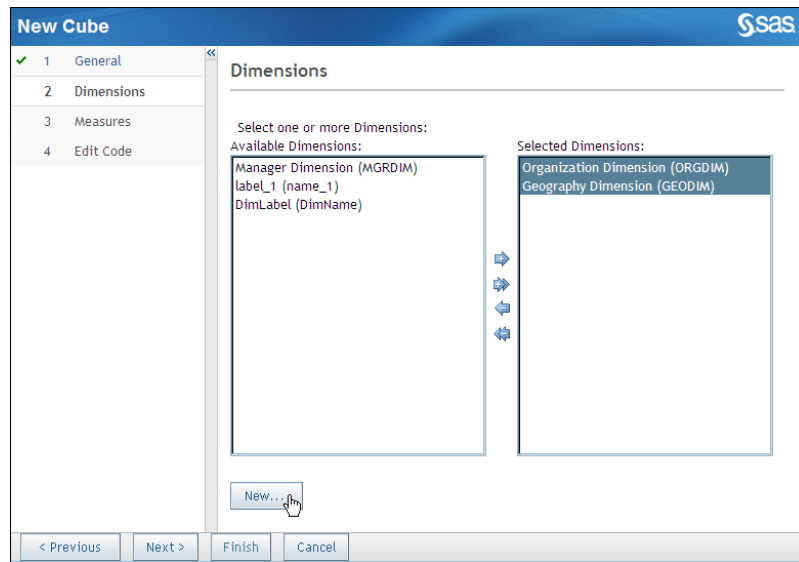 New Cube
sas
1 General
2 Dimensions
3 Measures
4 Edit Code
Dimensions
Select one or more Dimensions:
Available Dimensions:
Manager Dimension (MGRDIM)
label_1 (name_1)
DimLabel (DimName)
Selected Dimensions:
Organization Dimension (ORGDIM)
Geography Dimension (GEODIM)
New...
< Previous
Next >
Finish
Cancel